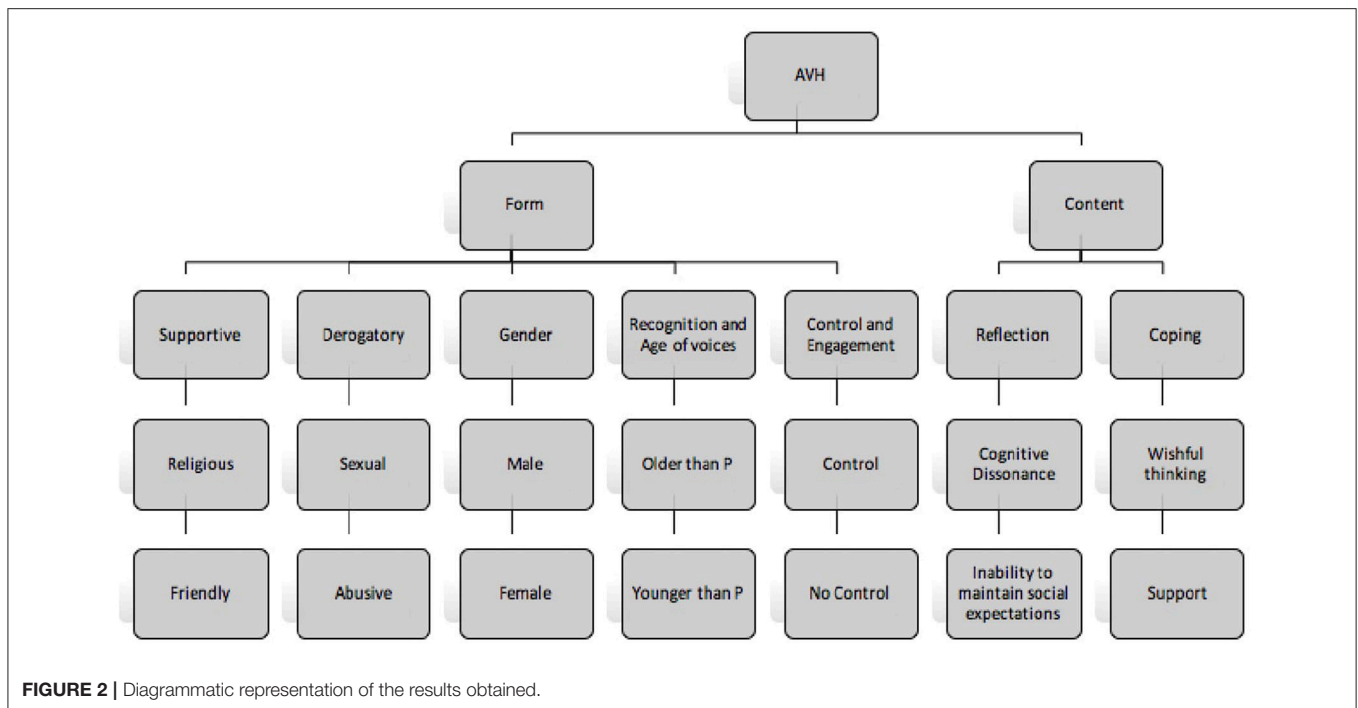 AVH
Form
Content
Supportive
Derogatory
Gender
Recognition and
Age of voices
Control and
Engagement
Reflection
Coping
Religious
Sexual
Male
Older than P
Control
Cognitive
Dissonance
Wishful
thinking
Friendly
Abusive
Female
Younger than P
No Control
Inability to
maintain social
expectations
Support
FIGURE 2 | Diagrammatic representation of the results obtained.